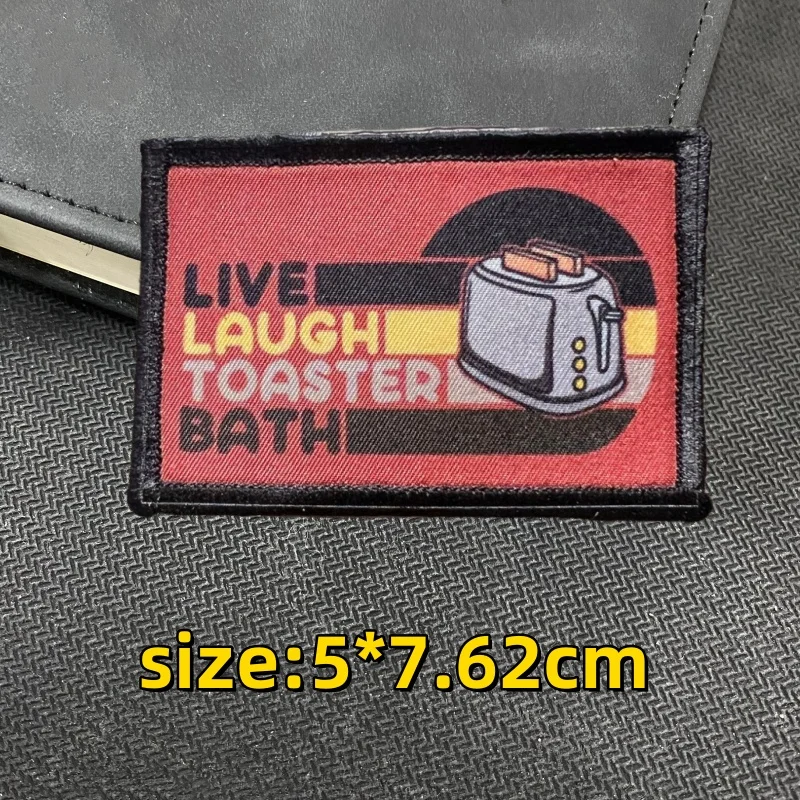 LIVE
LAUGH
TOASTER
BATH
size:5*7.62cm